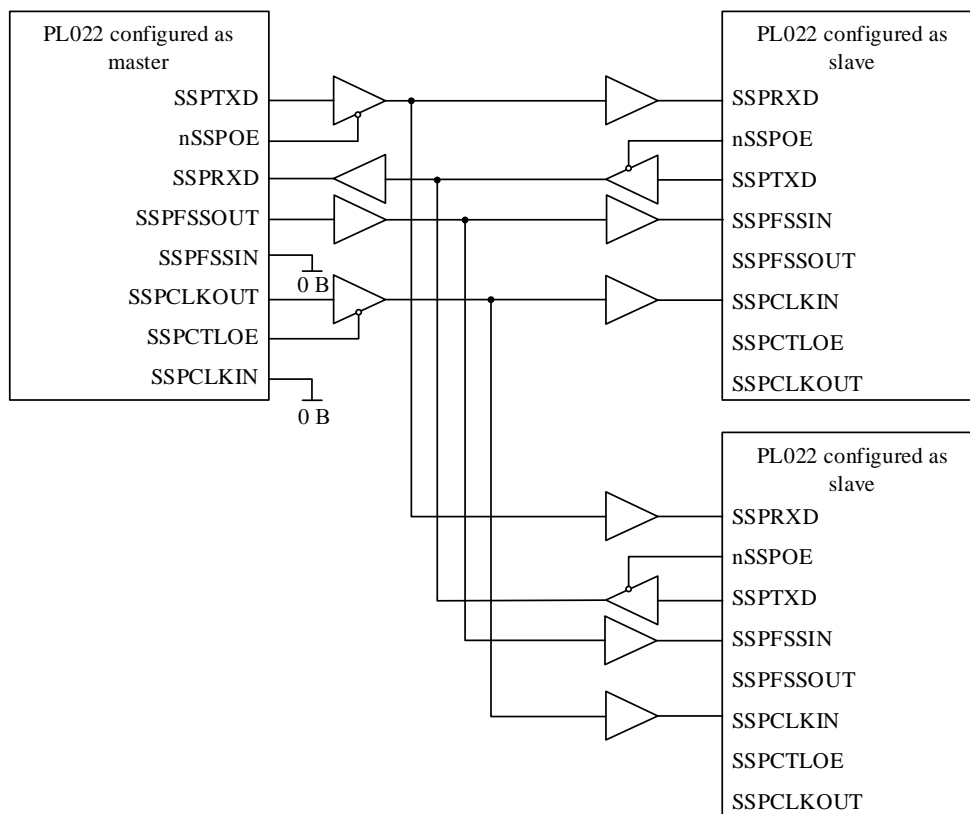 PL022 configured as
master
SSPTXD
nSSPOE
SSPRXD
SSPFSSOUT
SSPFSSIN
0 В
SSPCLKOUT
SSPCTLOE
SSPCLKIN
0 В
PL022 configured as
slave
SSPRXD
nSSPOE
SSPTXD
SSPFSSIN
SSPFSSOUT
SSPCLKIN
SSPCTLOE
SSPCLKOUT
PL022 configured as
slave
SSPRXD
nSSPOE
SSPTXD
SSPFSSIN
SSPFSSOUT
SSPCLKIN
SSPCTLOE
SSPCLKOUT